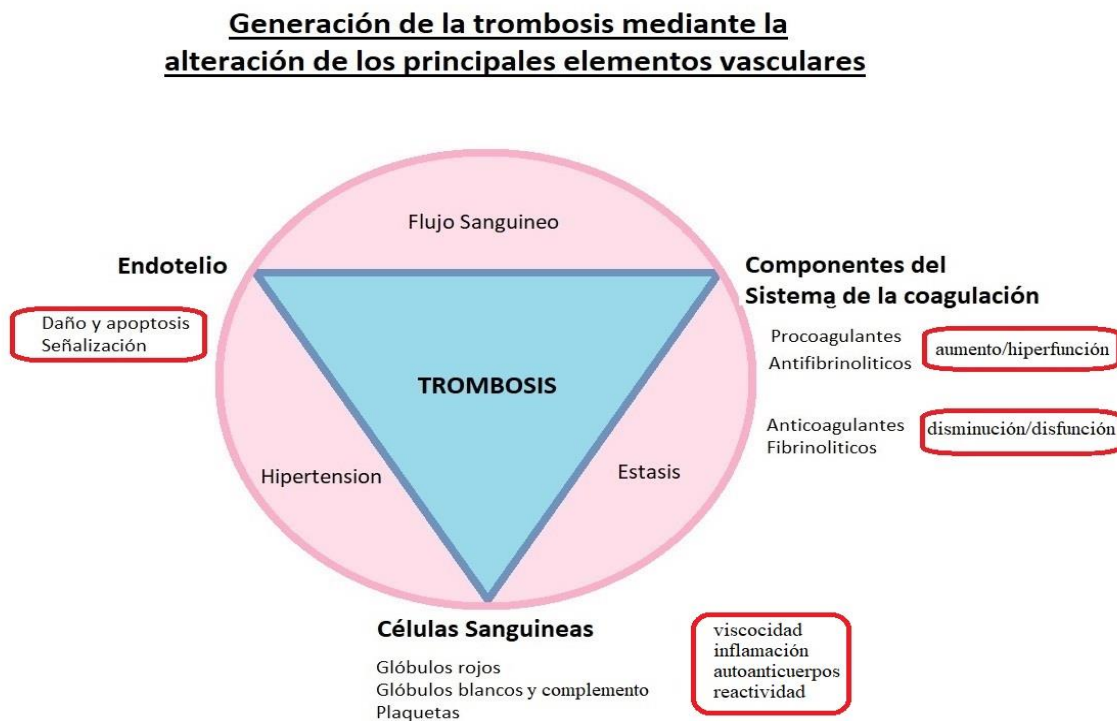 Generación de la trombosis mediante la
alteración de los principales elementos vasculares
Flujo Sanguineo
Endotelio
Daño y apoptosis
Señalización
Componentes del
Sistema de la coagulación
Procoagulantes
Antifibrinoliticos
aumento/hiperfunción
Anticoagulantes
Fibrinoliticos
disminución/disfunción
TROMBOSIS
Hipertension
Estasis
Células Sanguineas
Glóbulos rojos
Glóbulos blancos y complemento
Plaquetas
viscocidad
inflamación
autoanticuerpos
reactividad